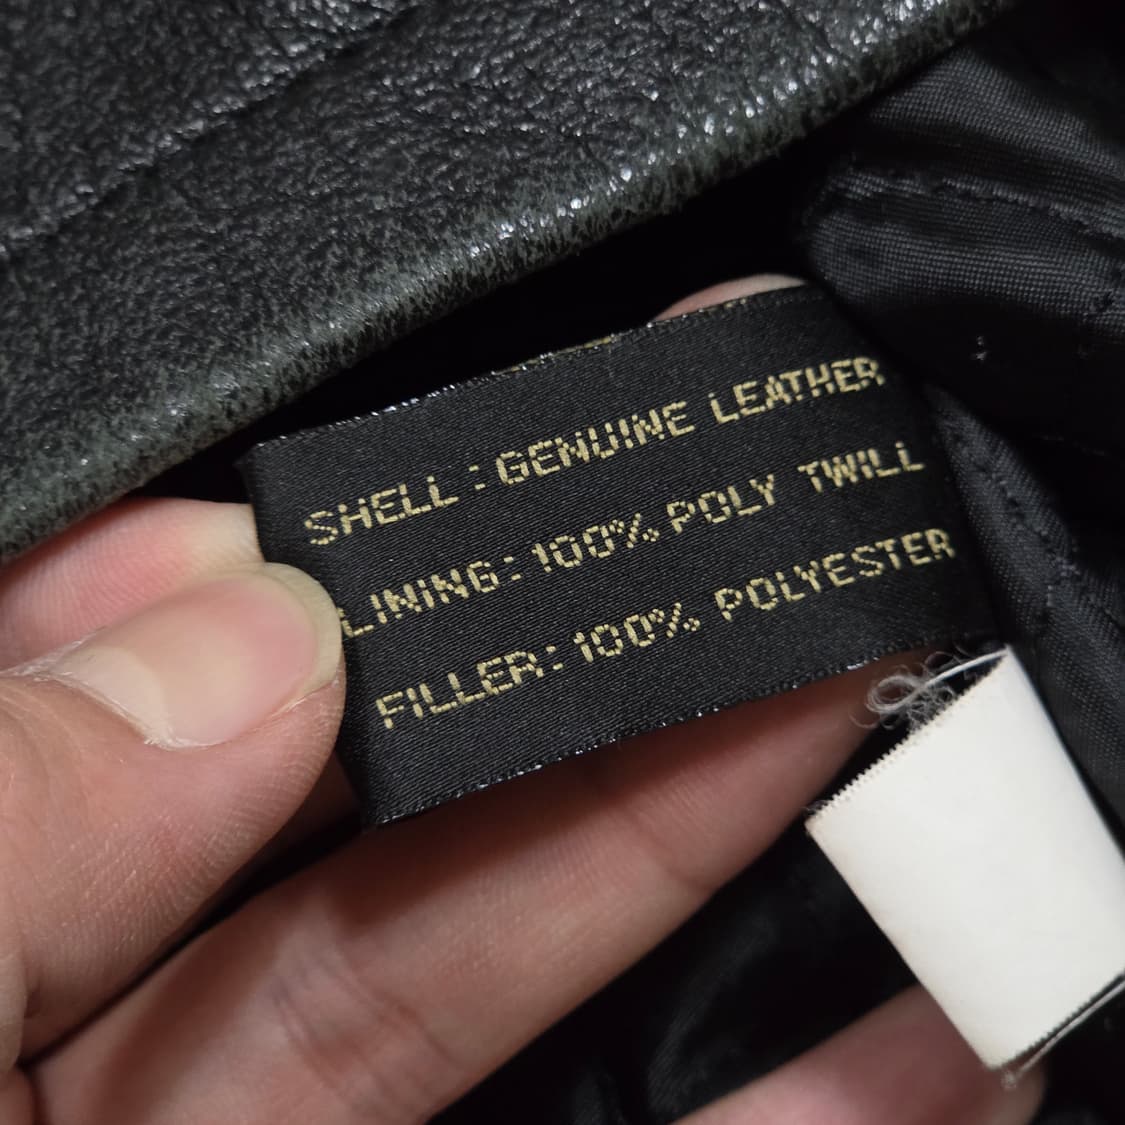 SHELL:GENUINE LEATHER
LINING:100% POLY TWILL
FILLER:100% POLYESTER